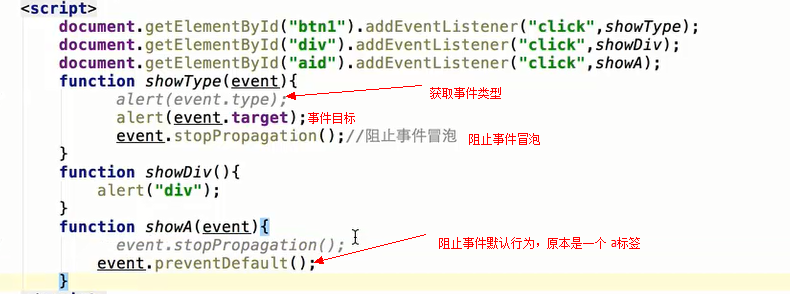 <script>
document.getElementById("btn1").addEventListener("click",showType);
document.getElementById("div").addEventListener("click",showDiv);
document.getElementById("aid").addEventListener("click",showA);
function showType(event){
alert(event.type); 获取事件类型
alert(event.target);事件目标
event.stopPropagation();//阻止事件冒泡 阻止事件冒泡
}
function showDiv(){
alert("div");
}
function showA(event){
event.stopPropagation();
event.preventDefault(); 阻止事件默认行为，原本是一个 a标签
}